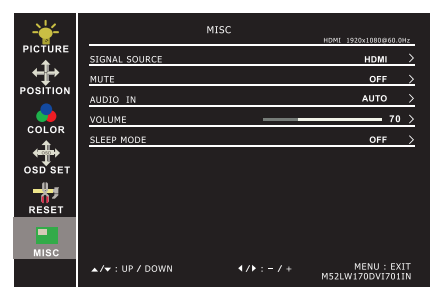 MISC
HDMI 1920x1080@60.0Hz
PICTURE
POSITION
COLOR
OSD SET
RESET
MISC
SIGNAL SOURCE HDMI >
MUTE OFF >
AUDIO IN AUTO >
VOLUME 70 >
SLEEP MODE OFF >
▲/▼ : UP / DOWN ◀/▶ : - / + MENU : EXIT
M52LW170DVI701IN